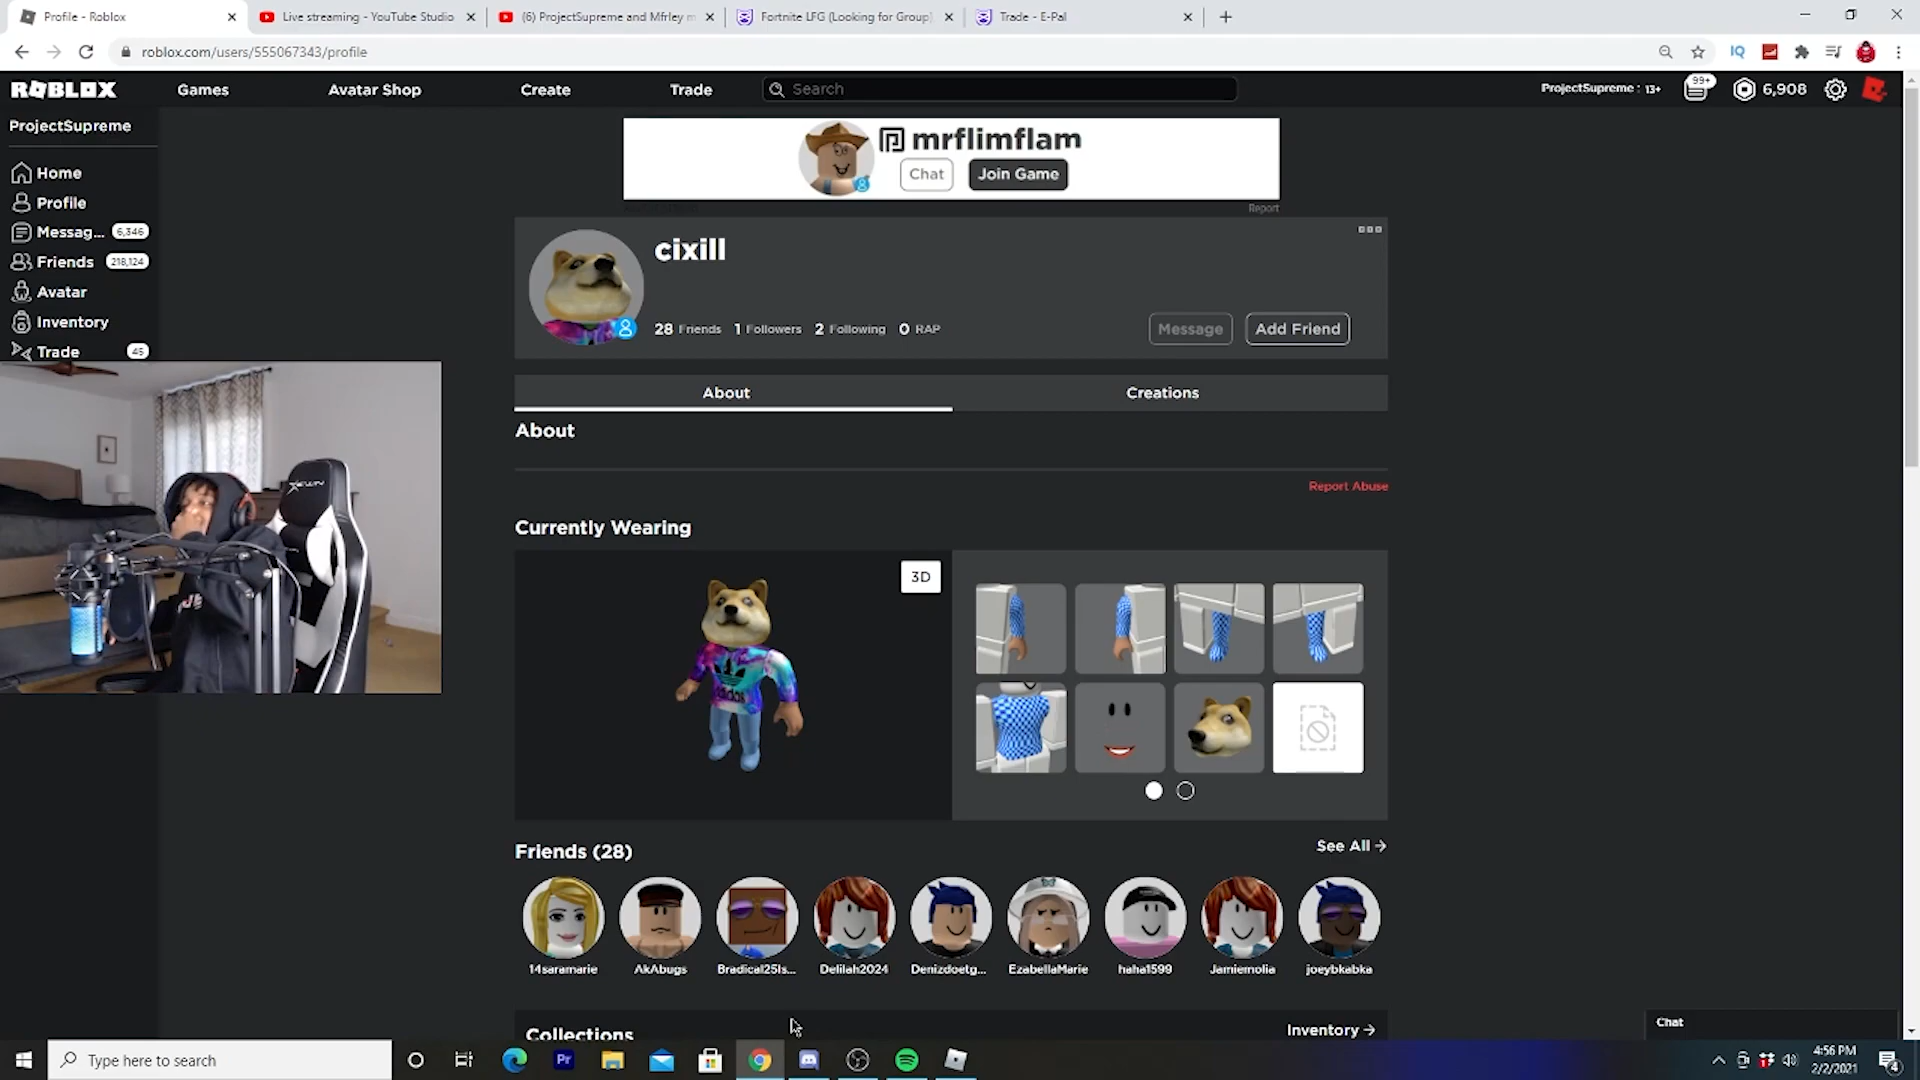 Profile - Roblox
Live streaming - YouTube Studio
(6) ProjectSupreme and Mfrley m
Fortnite LFG (Looking for Group)
Trade - E-Pal
roblox.com/users/555067343/profile
ROBLOX
Games
Avatar Shop
Create
Trade
Search
ProjectSupreme : 13+
99+
6,908
ProjectSupreme
Home
Profile
Messag... 6,346
Friends 218,124
Avatar
Inventory
Trade 45
mrflimflam
Chat
Join Game
Report
cixill
28 Friends 1 Followers 2 Following 0 RAP
Message
Add Friend
About
Creations
About
Report Abuse
Currently Wearing
3D
adidas
Friends (28)
See All →
14saramarie
AkAbugs
Bradical25Is...
Delilah2024
Denizdoetg...
EzabellaMarie
haha1599
Jamiemolia
joeybkabka
Collections
Inventory →
Chat
Type here to search
Pr
4:56 PM
2/2/2021
4